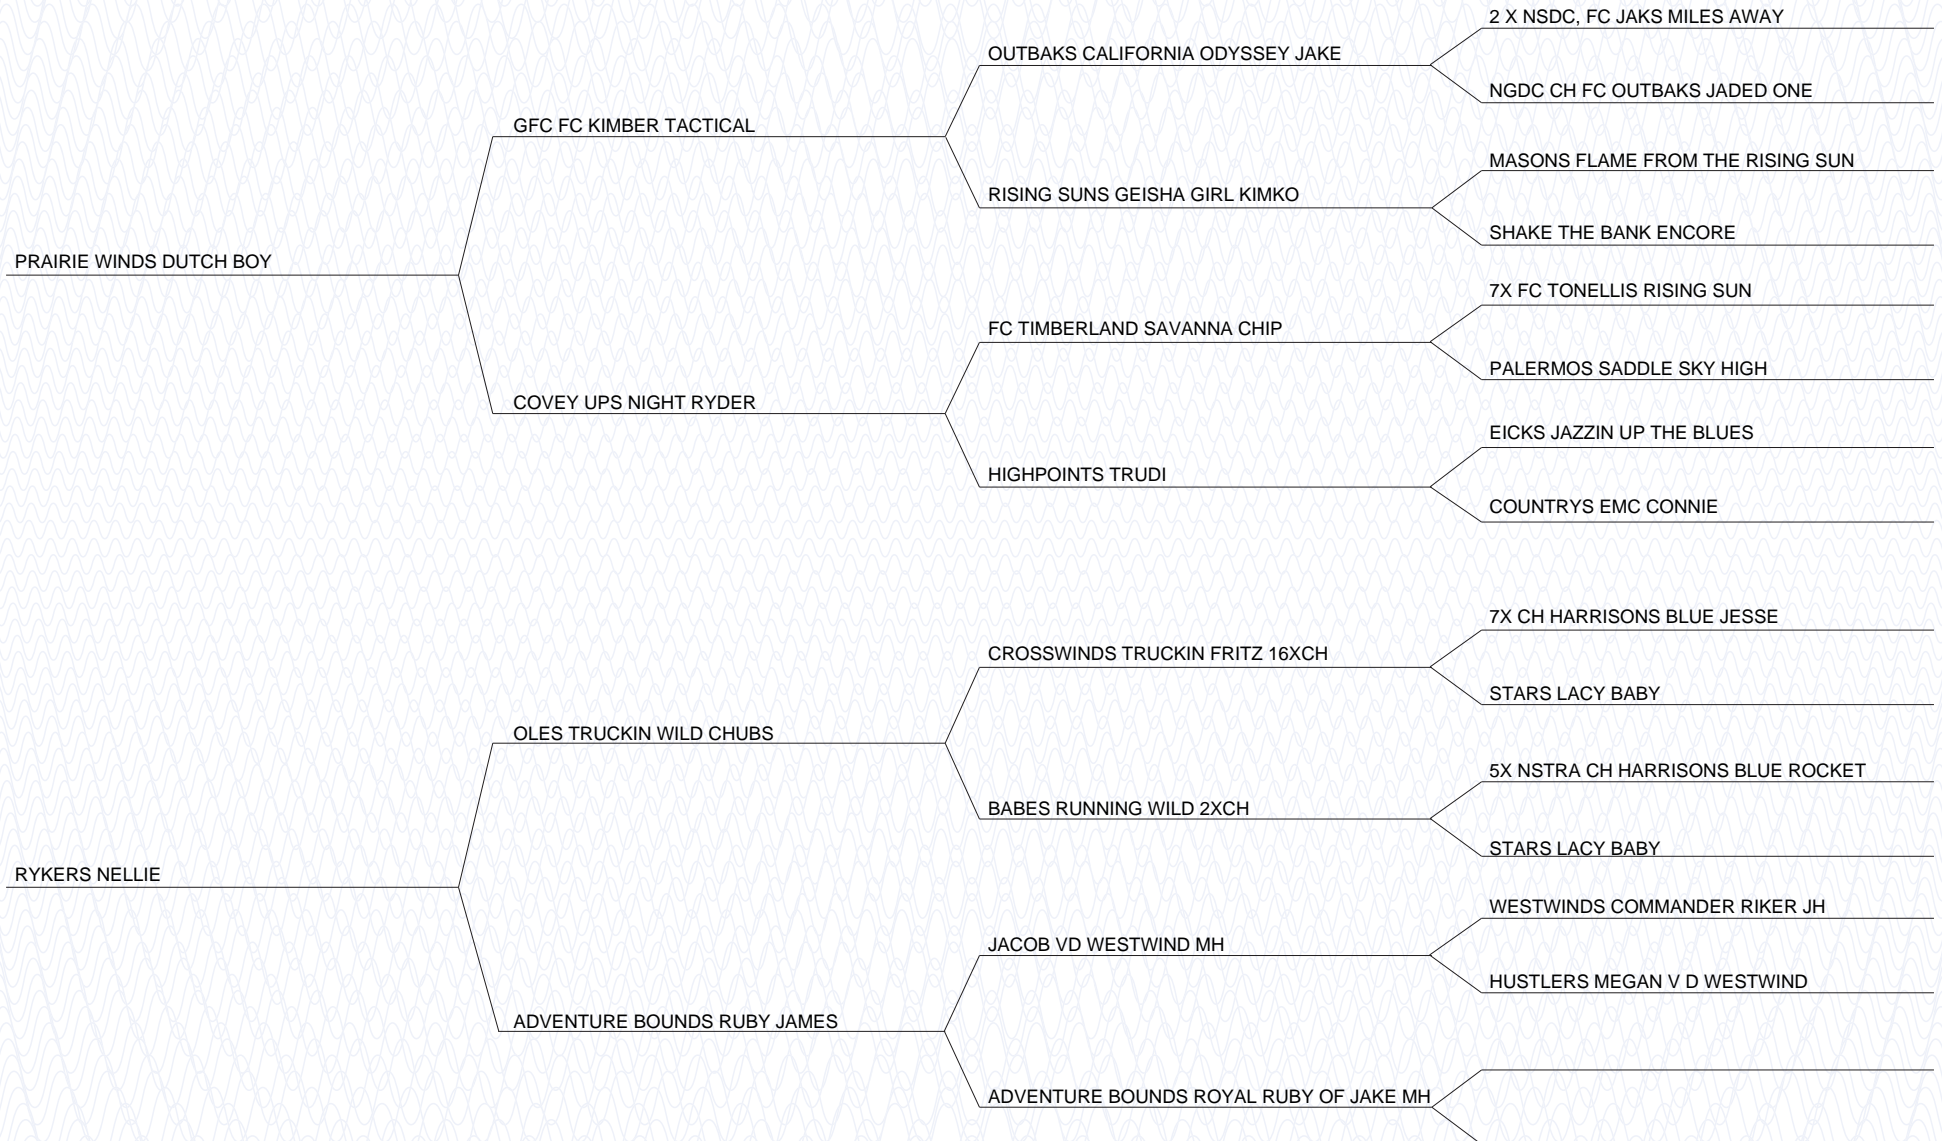 2 X NSDC, FC JAKS MILES AWAY
OUTBAKS CALIFORNIA ODYSSEY JAKE
NGDC CH FC OUTBAKS JADED ONE
GFC FC KIMBER TACTICAL
MASONS FLAME FROM THE RISING SUN
RISING SUNS GEISHA GIRL KIMKO
SHAKE THE BANK ENCORE
PRAIRIE WINDS DUTCH BOY
7X FC TONELLIS RISING SUN
FC TIMBERLAND SAVANNA CHIP
PALERMOS SADDLE SKY HIGH
COVEY UPS NIGHT RYDER
EICKS JAZZIN UP THE BLUES
HIGHPOINTS TRUDI
COUNTRYS EMC CONNIE
7X CH HARRISONS BLUE JESSE
CROSSWINDS TRUCKIN FRITZ 16XCH
STARS LACY BABY
OLES TRUCKIN WILD CHUBS
5X NSTRA CH HARRISONS BLUE ROCKET
BABES RUNNING WILD 2XCH
STARS LACY BABY
RYKERS NELLIE
WESTWINDS COMMANDER RIKER JH
JACOB VD WESTWIND MH
HUSTLERS MEGAN V D WESTWIND
ADVENTURE BOUNDS RUBY JAMES
ADVENTURE BOUNDS ROYAL RUBY OF JAKE MH